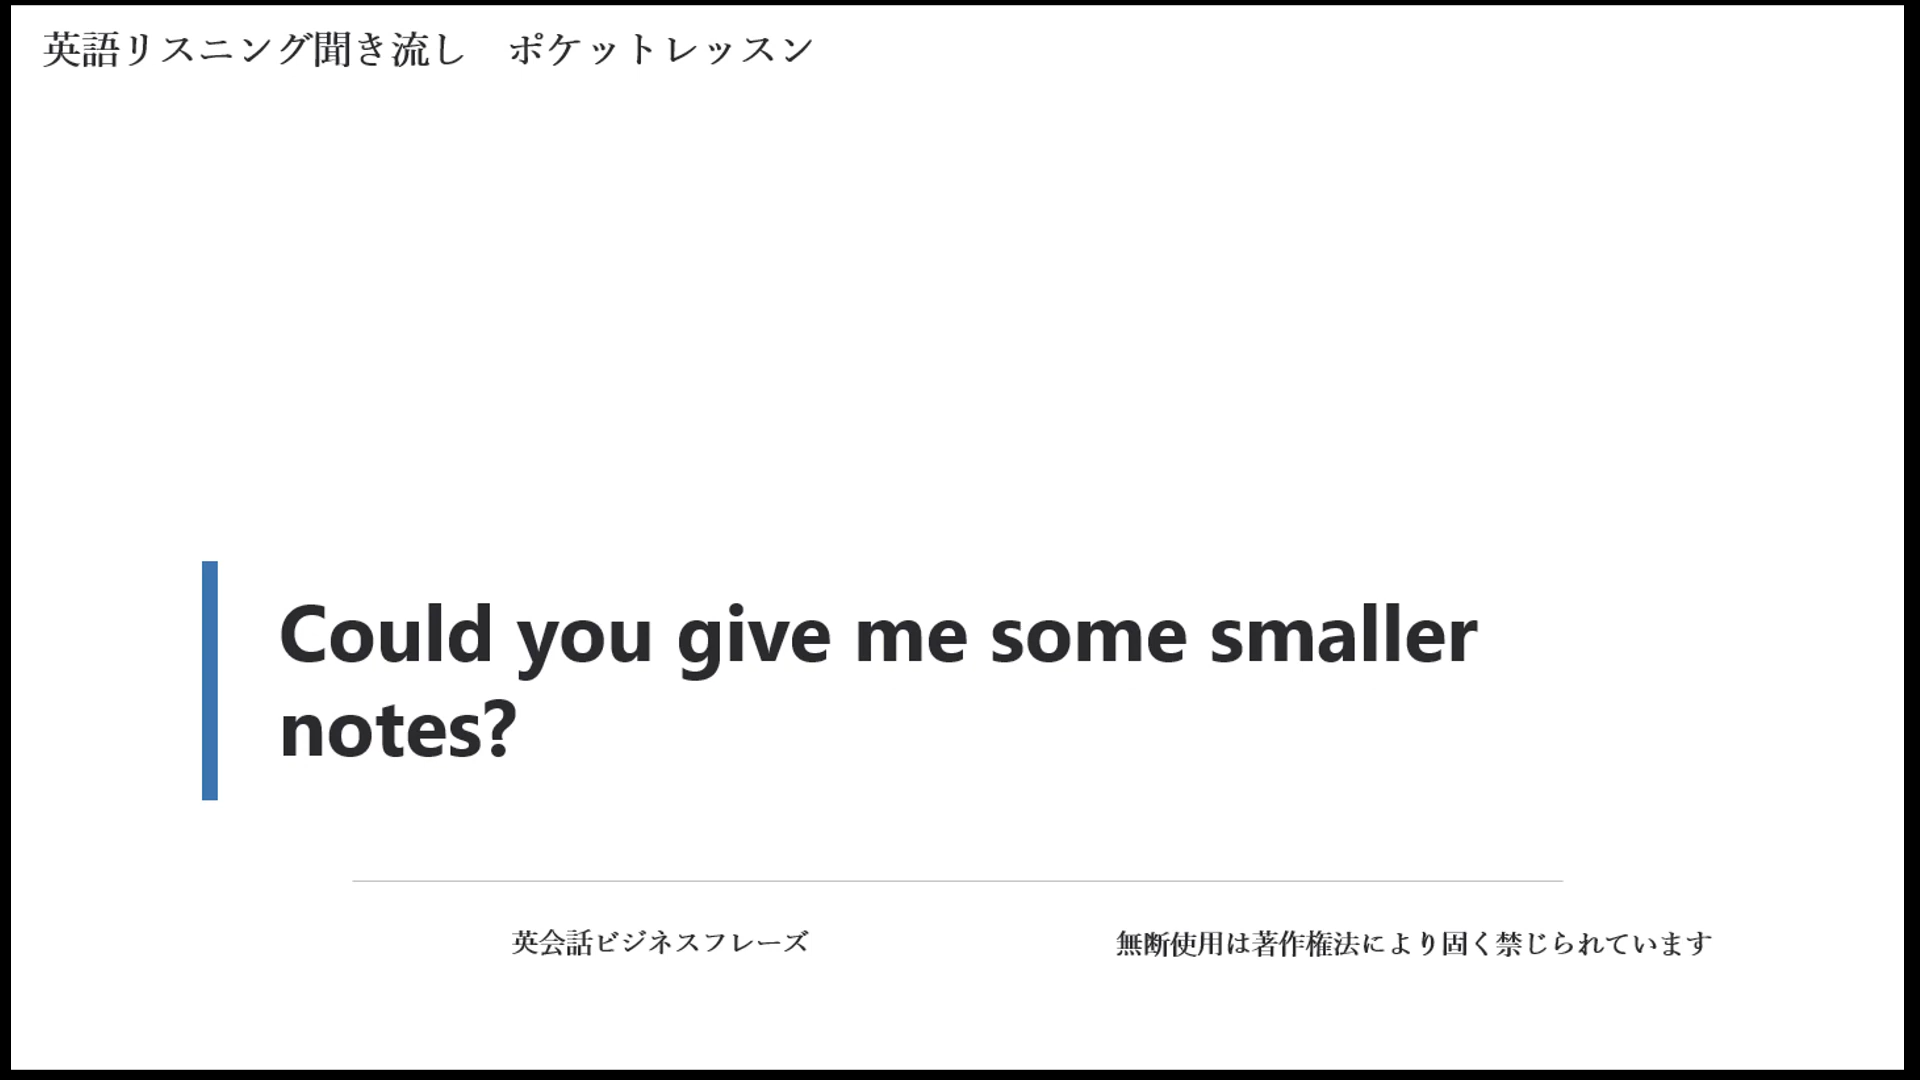 英語リスニング聞き流し　ポケットレッスン
Could you give me some smaller
notes?
英会話ビジネスフレーズ
無断使用は著作権法により固く禁じられています